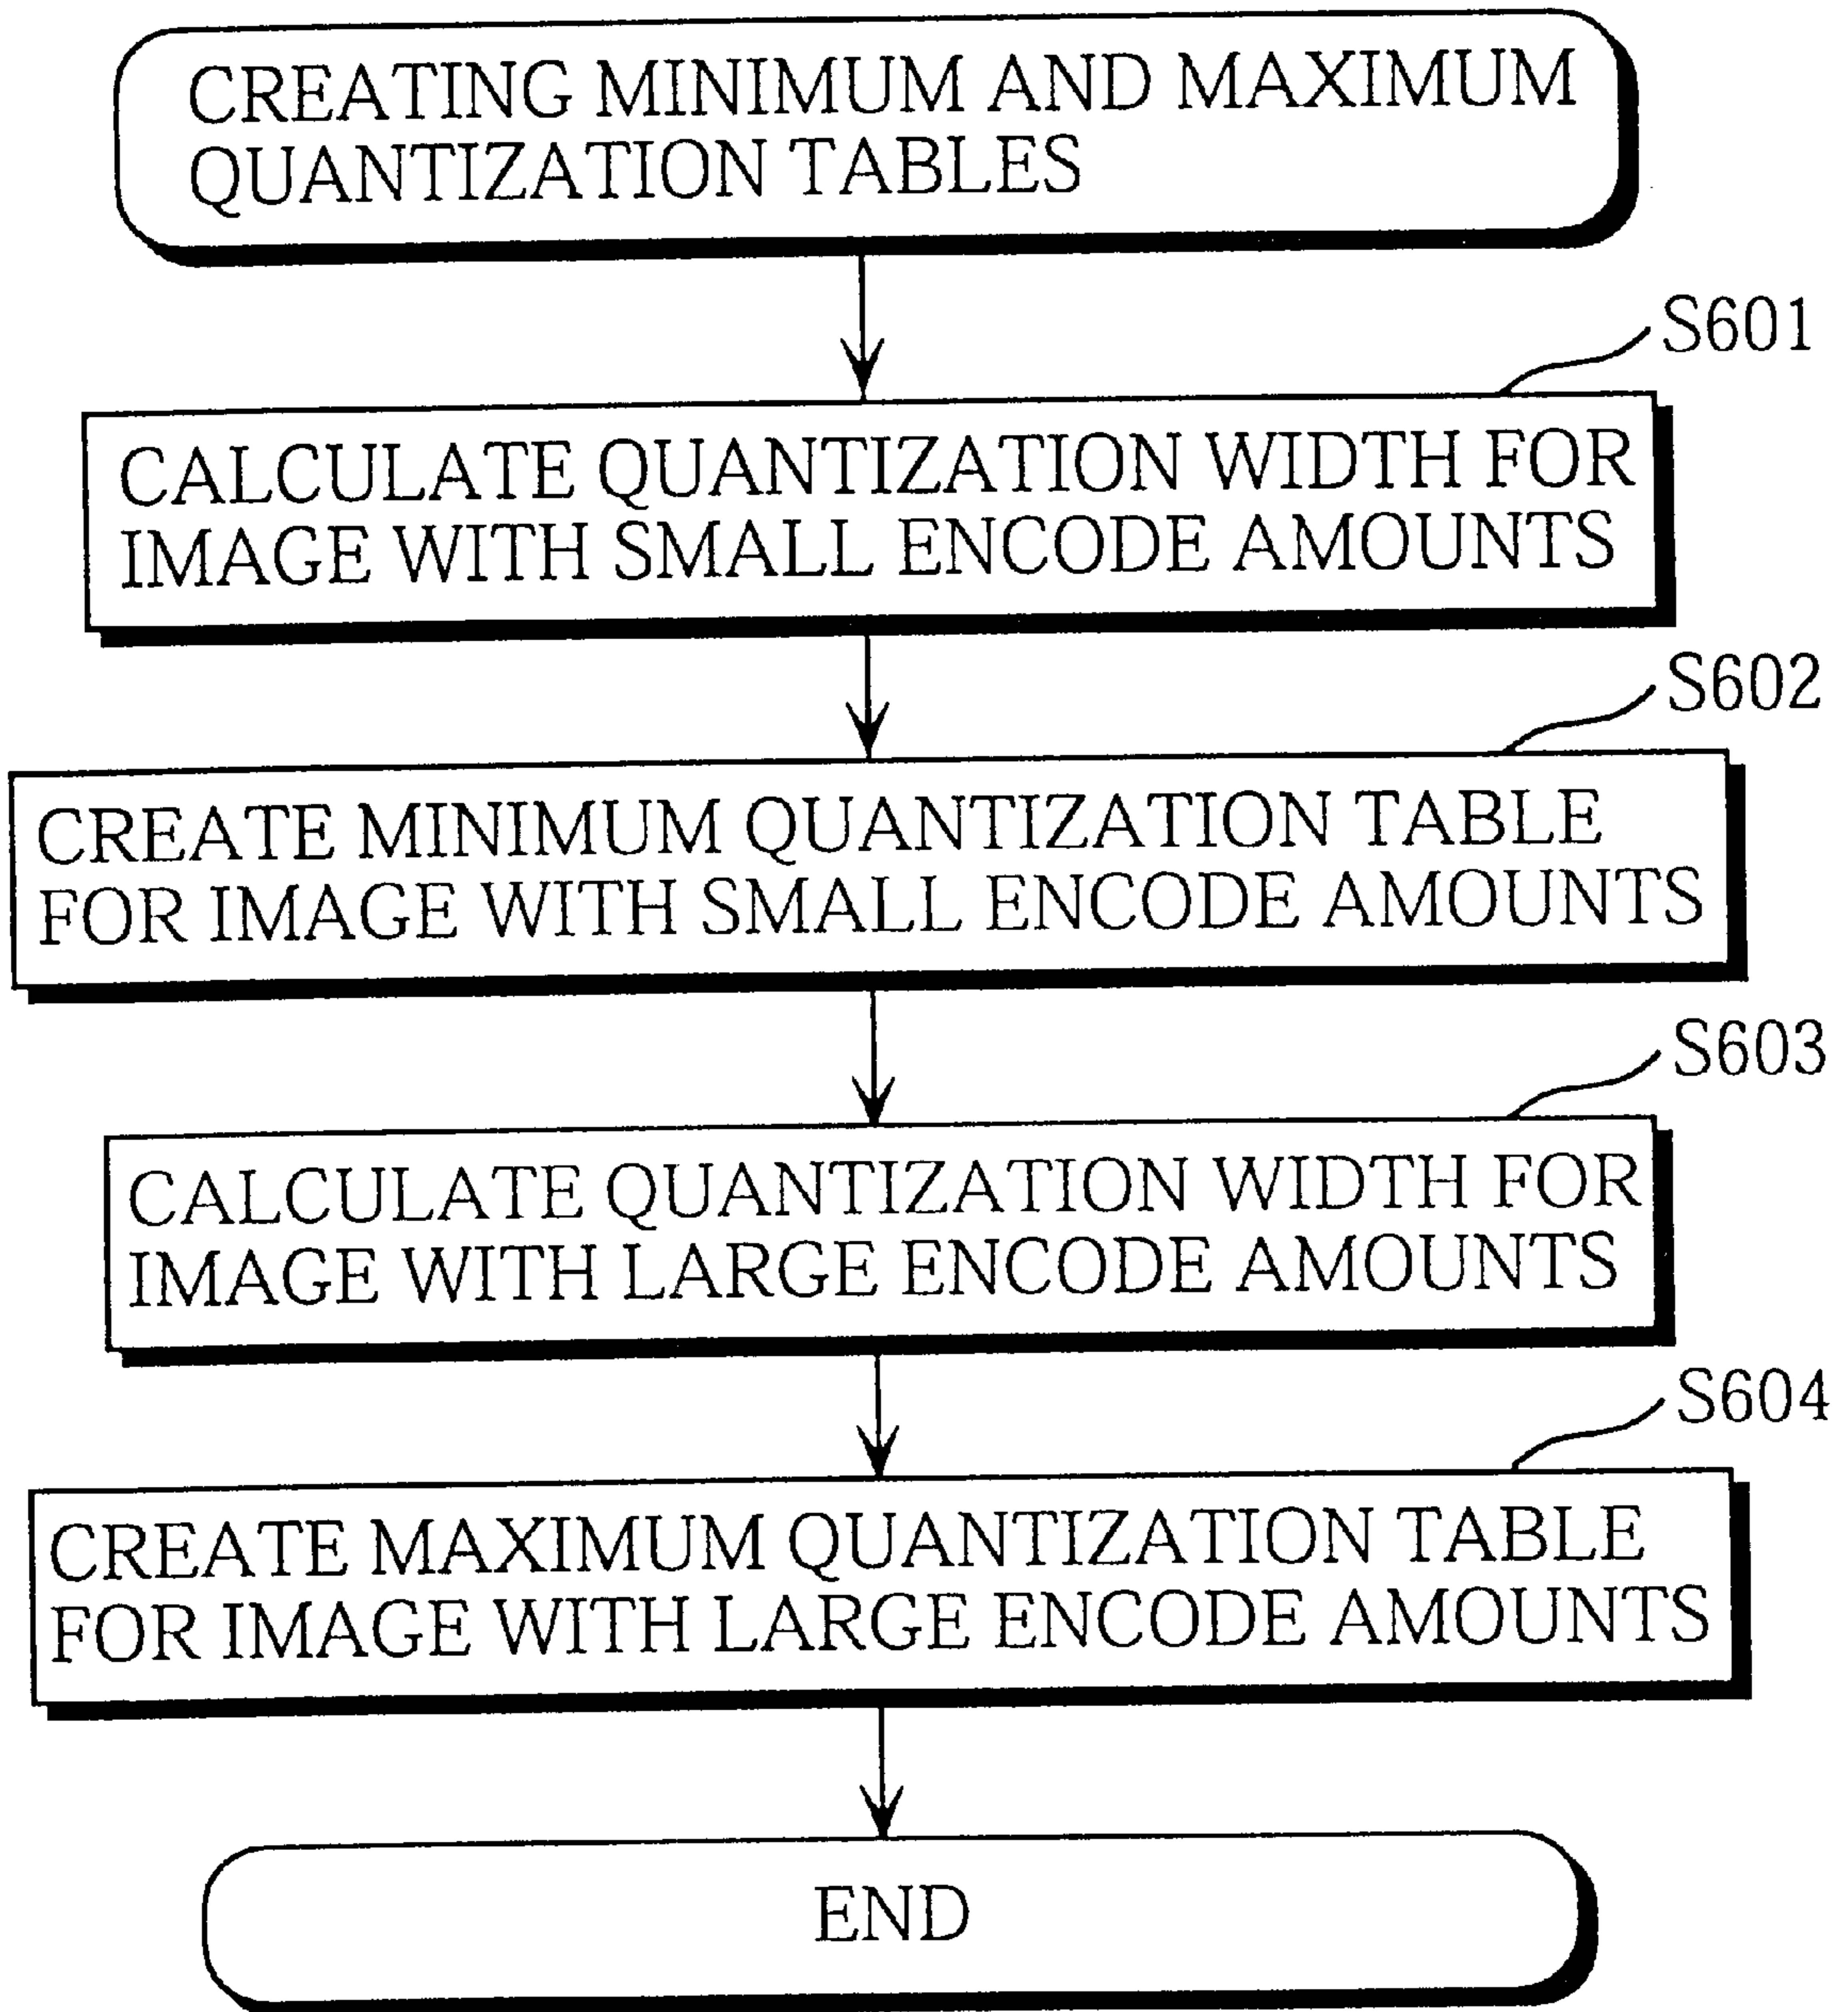 CREATING MINIMUM AND MAXIMUM
QUANTIZATION TABLES
S601
CALCULATE QUANTIZATION WIDTH FOR
IMAGE WITH SMALL ENCODE AMOUNTS
S602
CREATE MINIMUM QUANTIZATION TABLE
FOR IMAGE WITH SMALL ENCODE AMOUNTS
S603
CALCULATE QUANTIZATION WIDTH FOR
IMAGE WITH LARGE ENCODE AMOUNTS
S604
CREATE MAXIMUM QUANTIZATION TABLE
FOR IMAGE WITH LARGE ENCODE AMOUNTS
END